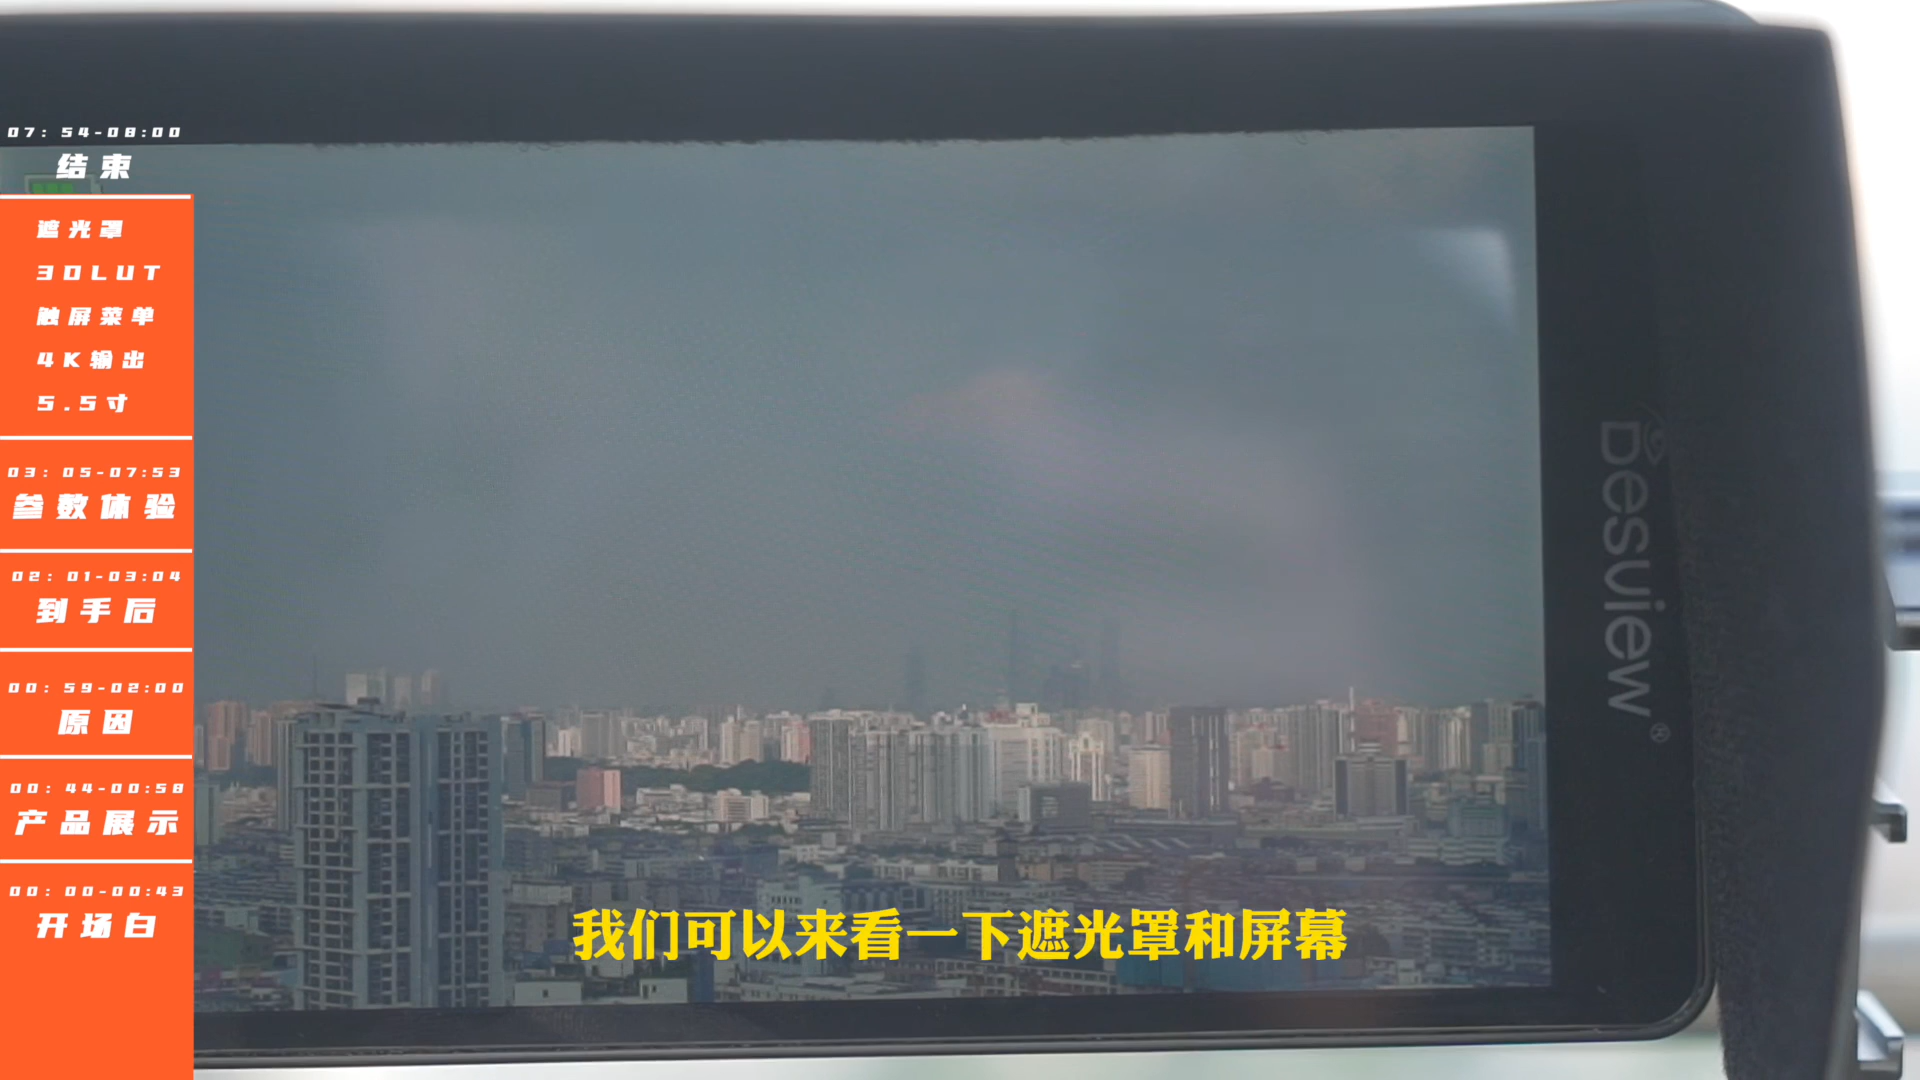 07:54-08:00
结束
遮光罩
3DLUT
触屏菜单
4K输出
5.5寸
03:05-07:53
参数体验
02:01-03:04
到手后
00:59-02:00
原因
00:44-00:58
产品展示
00:00-00:43
开场白
Desview®
我们可以来看一下遮光罩和屏幕